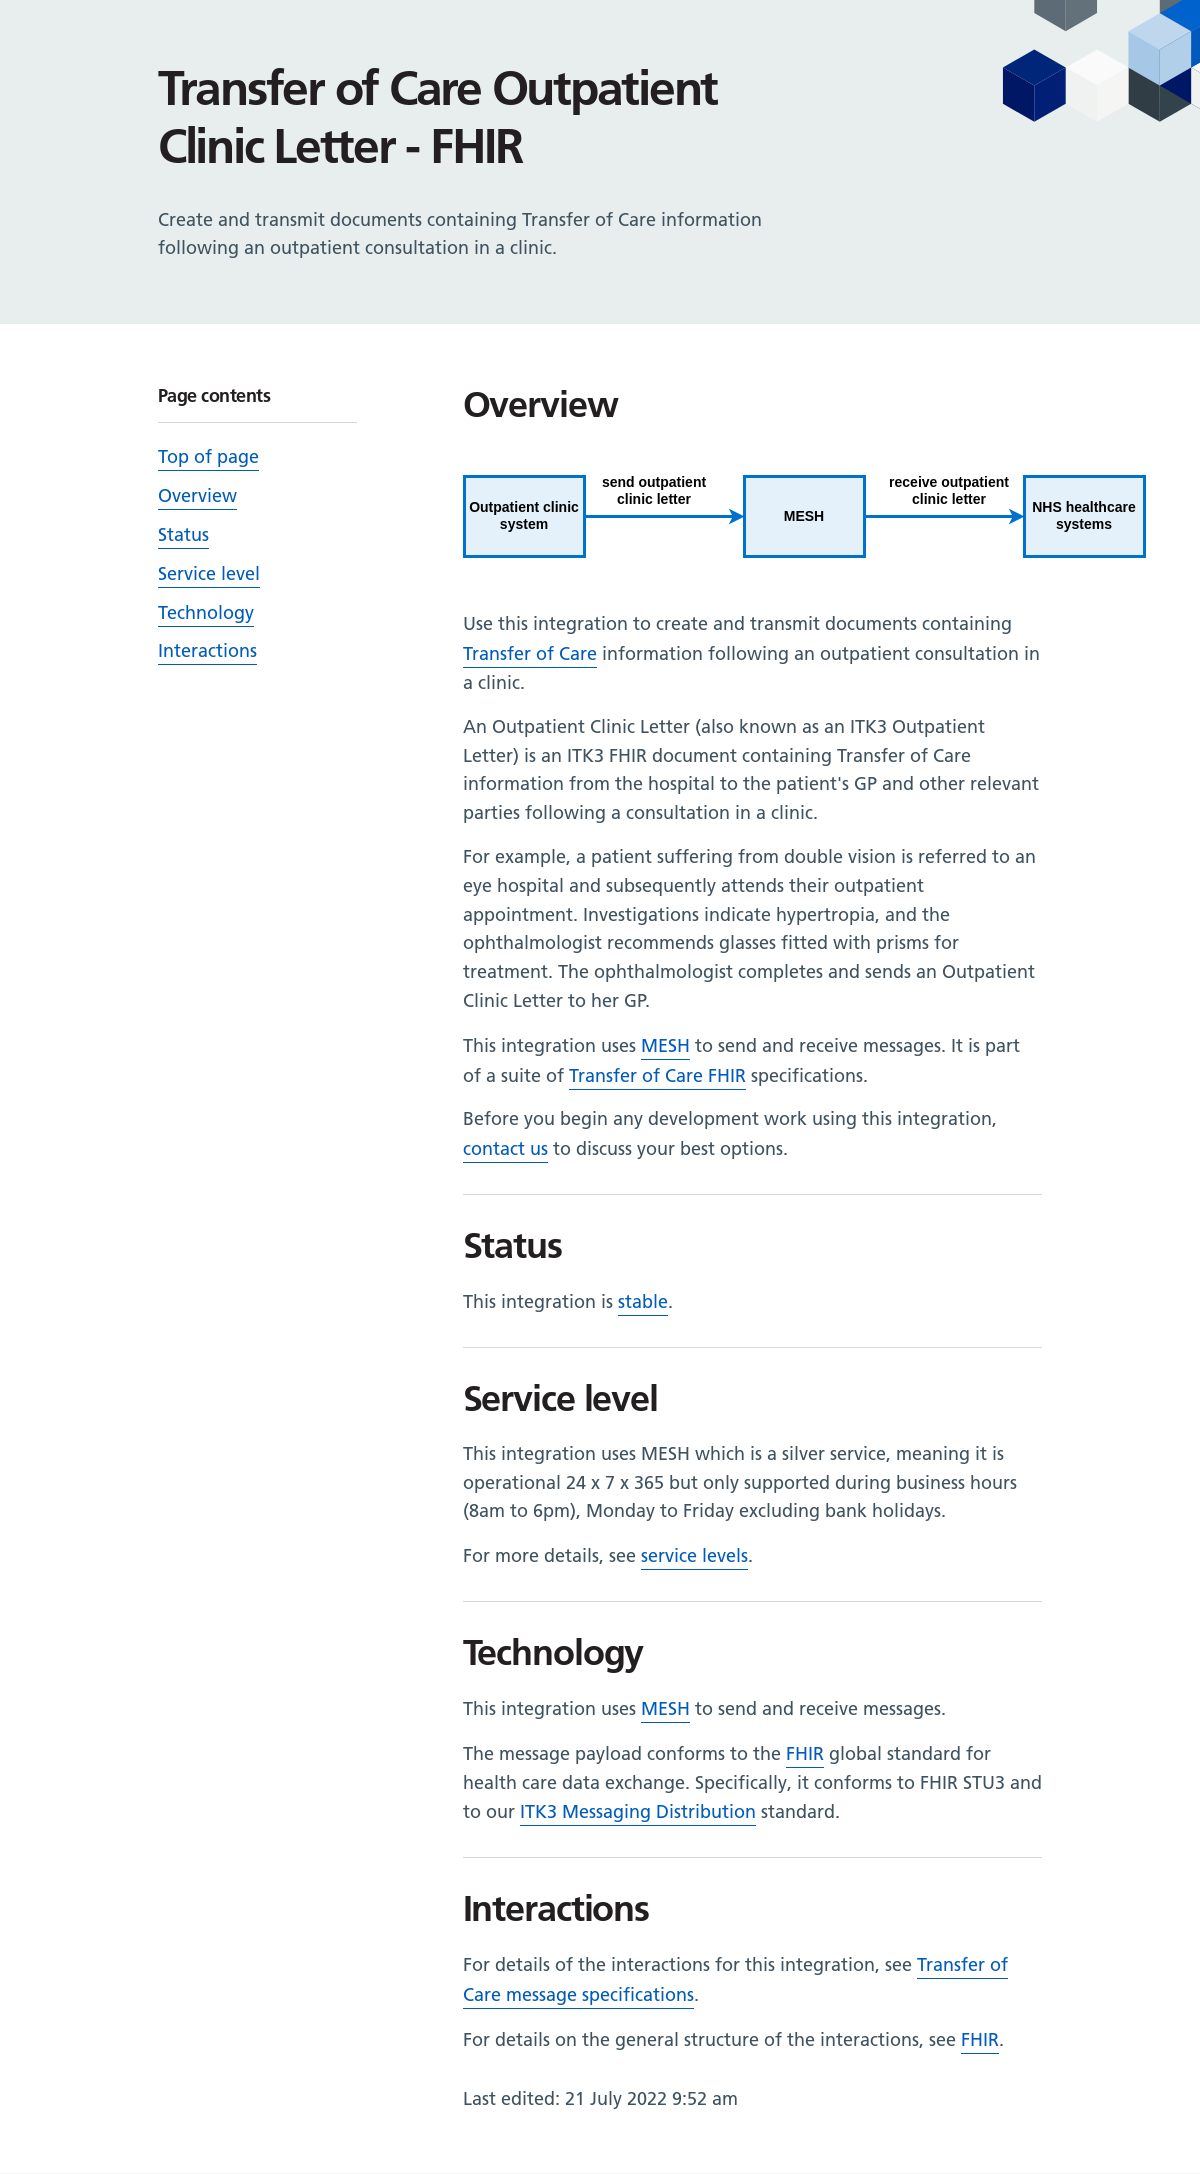 Transfer of Care Outpatient
Clinic Letter - FHIR
Create and transmit documents containing Transfer of Care information
following an outpatient consultation in a clinic.
Page contents
Top of page
Overview
Status
Service level
Technology
Interactions
Overview
Outpatient clinic
system
send outpatient
clinic letter
MESH
receive outpatient
clinic letter
NHS healthcare
systems
Use this integration to create and transmit documents containing
Transfer of Care information following an outpatient consultation in
a clinic.
An Outpatient Clinic Letter (also known as an ITK3 Outpatient
Letter) is an ITK3 FHIR document containing Transfer of Care
information from the hospital to the patient's GP and other relevant
parties following a consultation in a clinic.
For example, a patient suffering from double vision is referred to an
eye hospital and subsequently attends their outpatient
appointment. Investigations indicate hypertropia, and the
ophthalmologist recommends glasses fitted with prisms for
treatment. The ophthalmologist completes and sends an Outpatient
Clinic Letter to her GP.
This integration uses MESH to send and receive messages. It is part
of a suite of Transfer of Care FHIR specifications.
Before you begin any development work using this integration,
contact us to discuss your best options.
Status
This integration is stable.
Service level
This integration uses MESH which is a silver service, meaning it is
operational 24 x 7 x 365 but only supported during business hours
(8am to 6pm), Monday to Friday excluding bank holidays.
For more details, see service levels.
Technology
This integration uses MESH to send and receive messages.
The message payload conforms to the FHIR global standard for
health care data exchange. Specifically, it conforms to FHIR STU3 and
to our ITK3 Messaging Distribution standard.
Interactions
For details of the interactions for this integration, see Transfer of
Care message specifications.
For details on the general structure of the interactions, see FHIR.
Last edited: 21 July 2022 9:52 am